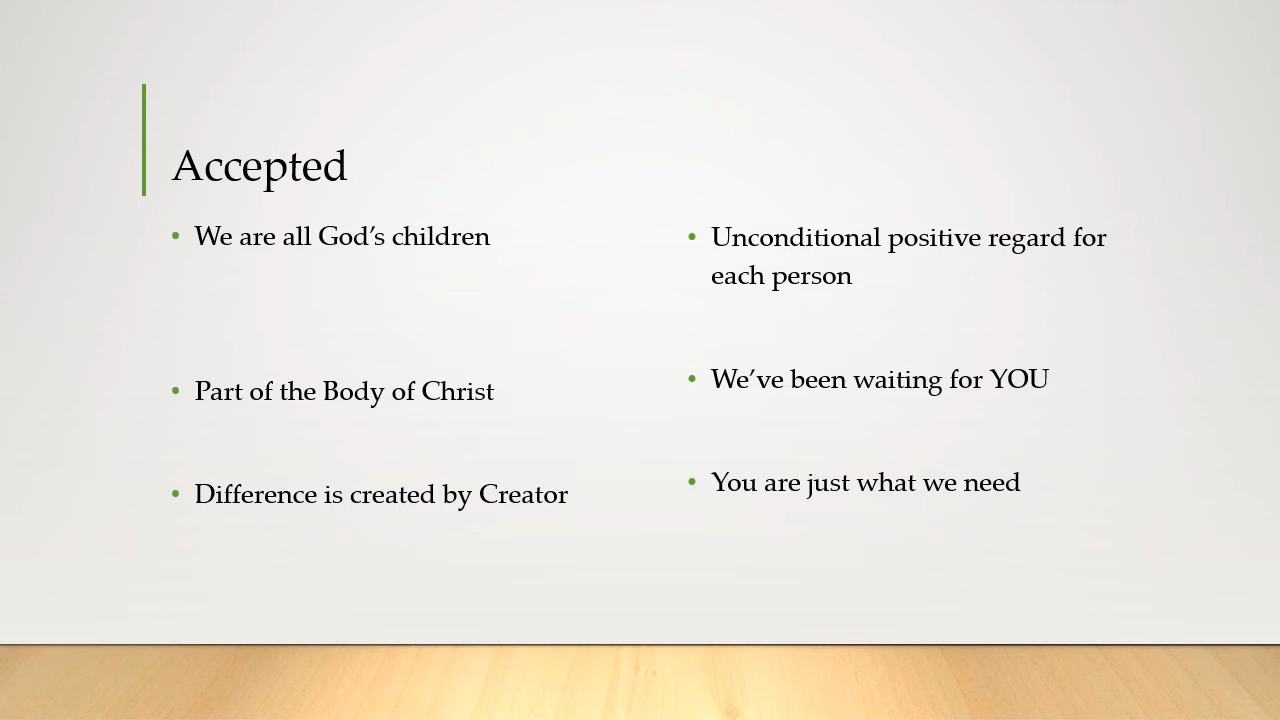 Accepted
• We are all God’s children
• Part of the Body of Christ
• Difference is created by Creator
• Unconditional positive regard for
each person
• We’ve been waiting for YOU
• You are just what we need